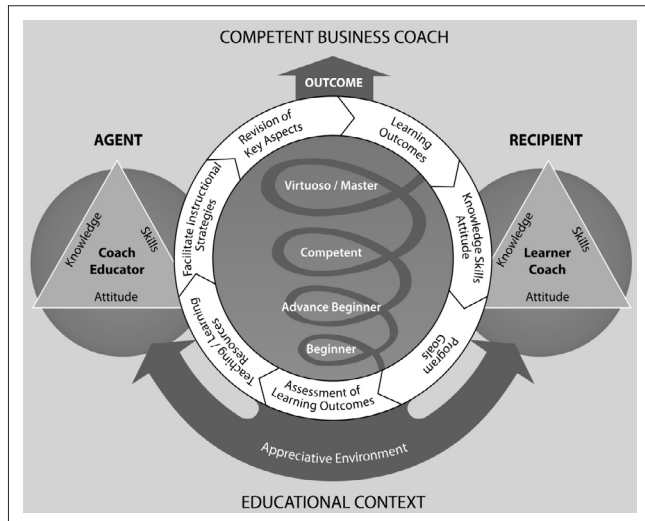 COMPETENT BUSINESS COACH
OUTCOME
AGENT
RECIPIENT
Revision of
Key Aspects
Learning
Outcomes
Knowledge Skills
Attitude
Program
Goals
Assessment of
Learning Outcomes
Teaching / Learning
Resources
Facilitate Instructional
Strategies
Virtuoso / Master
Competent
Advance Beginner
Beginner
Knowledge
Skills
Coach
Educator
Attitude
Knowledge
Skills
Learner
Coach
Attitude
Appreciative Environment
EDUCATIONAL CONTEXT